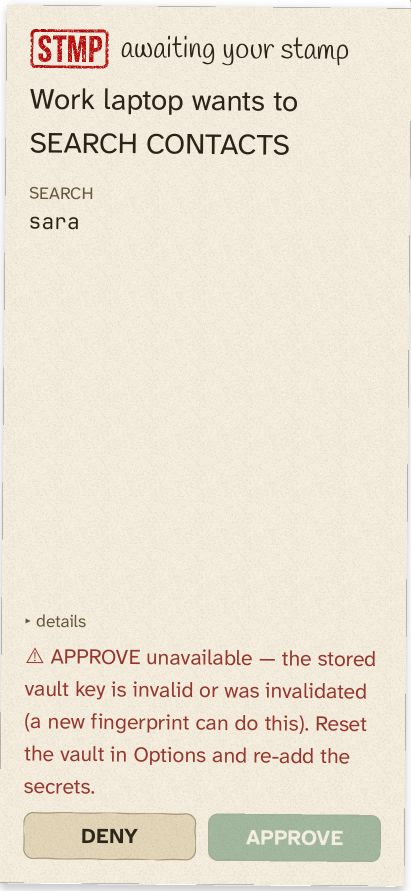 STMP awaiting your stamp
Work laptop wants to
SEARCH CONTACTS
SEARCH
sara
▸ details
⚠ APPROVE unavailable — the stored
vault key is invalid or was invalidated
(a new fingerprint can do this). Reset
the vault in Options and re-add the
secrets.
DENY APPROVE